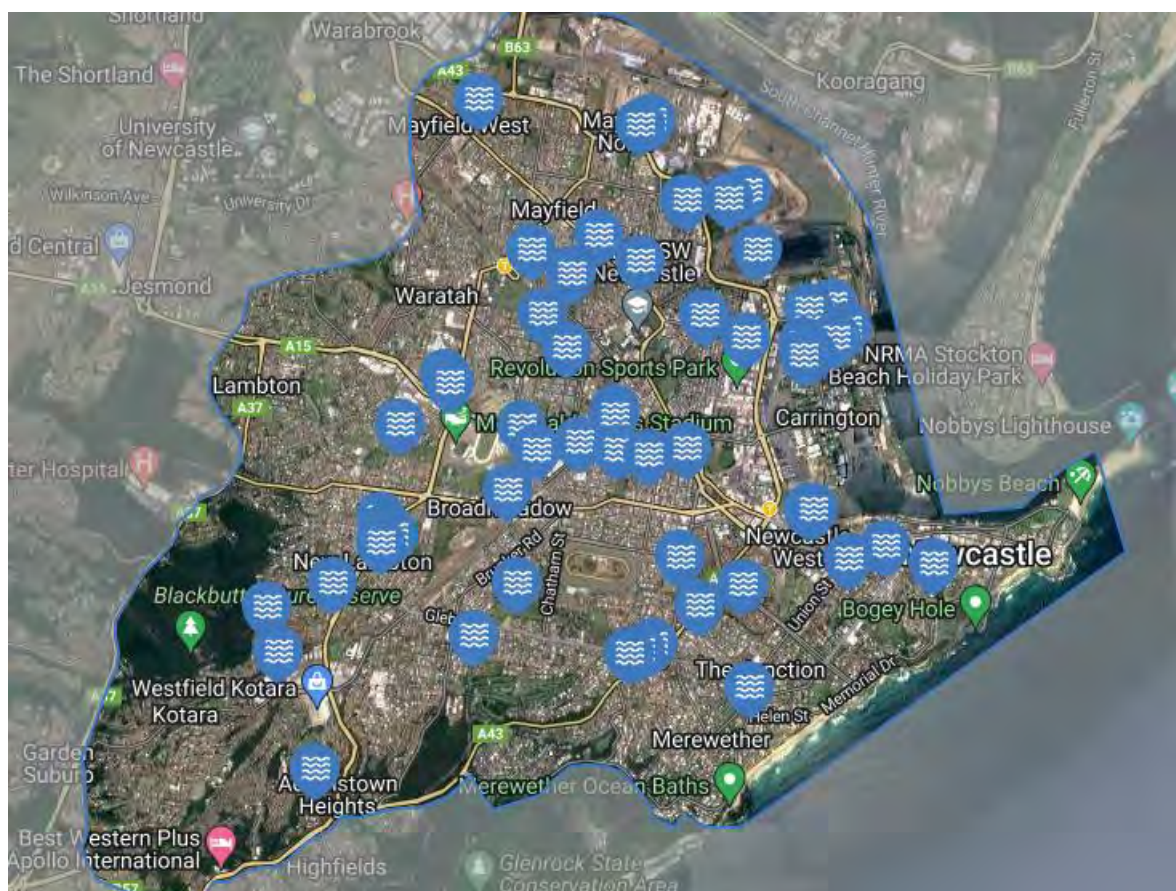 Shortland
Warabrook
B63
The Shortland
A43
Kooragang
B63
Fullerton St
South Channel Hunter River
Mayfield West
University
of Newcastle
Wilkinson Ave
University Dr
Mayfield
Central
Jesmond
Newcastle
Waratah
A15
Revolution Sports Park
NRMA Stockton
Beach Holiday Park
Lambton
A37
Carrington
Stadium
Nobbys Lighthouse
Hospital
Nobbys Beach
Broadmeadow
Newcastle
West
Chatham St
Union St
Bogey Hole
Westfield Kotara
Kotara
Helen St
Memorial Dr
Merewether
A43
Garden
Suburb
Heights
Merewether Ocean Baths
Best Western Plus
Apollo International
Highfields
Glenrock State
Conservation Area